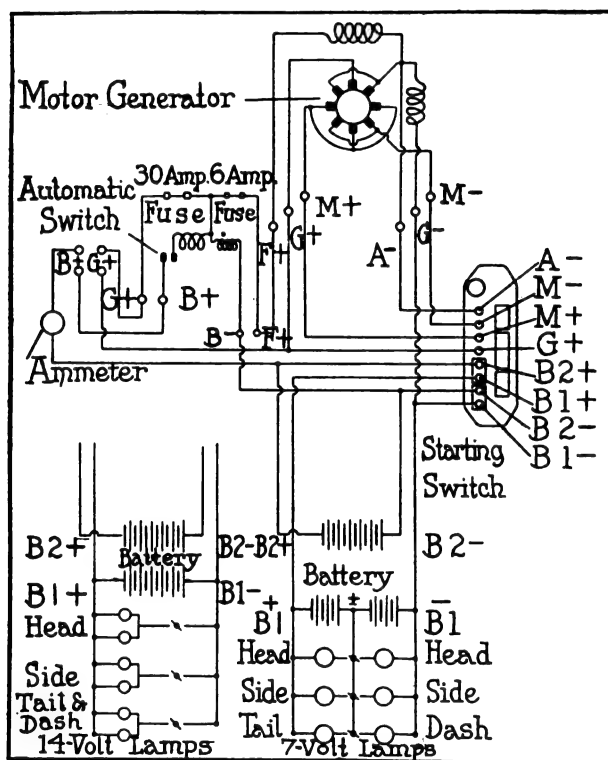 Motor Generator
30 Amp. 6 Amp.
Automatic
Switch
Fuse Fuse
M+ M-
F+ G+ A- G-
B+ G+
G+ B+
B- F+
Ammeter
A-
M-
M+
G+
B2+
B1+
B2-
B1-
Starting
Switch
B2+ Battery B2- B2+ B2-
B1+ B1-
Battery
+ ± -
B1 B1
Head
Head Head
Side
Side Side
Tail &
Dash
Tail Dash
14-Volt Lamps 7-Volt Lamps